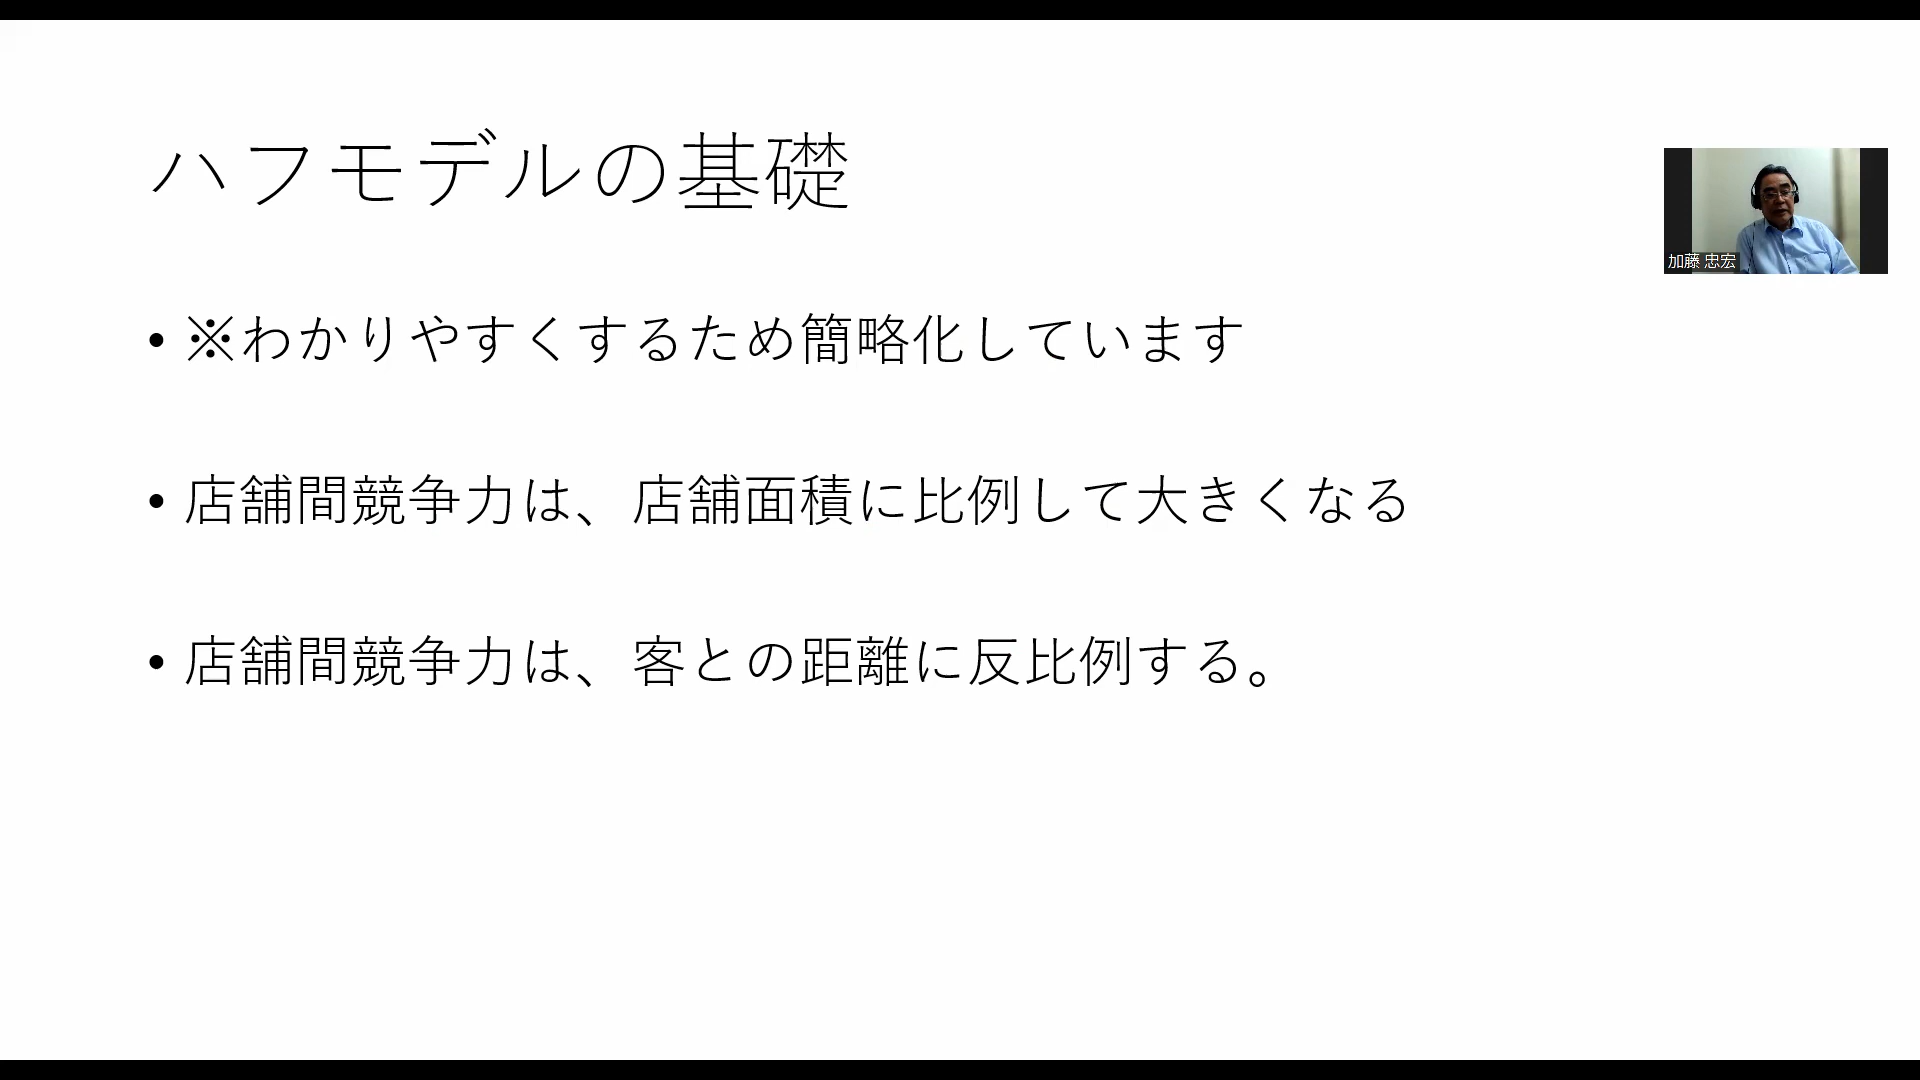 ハフモデルの基礎
• ※わかりやすくするため簡略化しています
• 店舗間競争力は、店舗面積に比例して大きくなる
• 店舗間競争力は、客との距離に反比例する。
加藤 忠宏